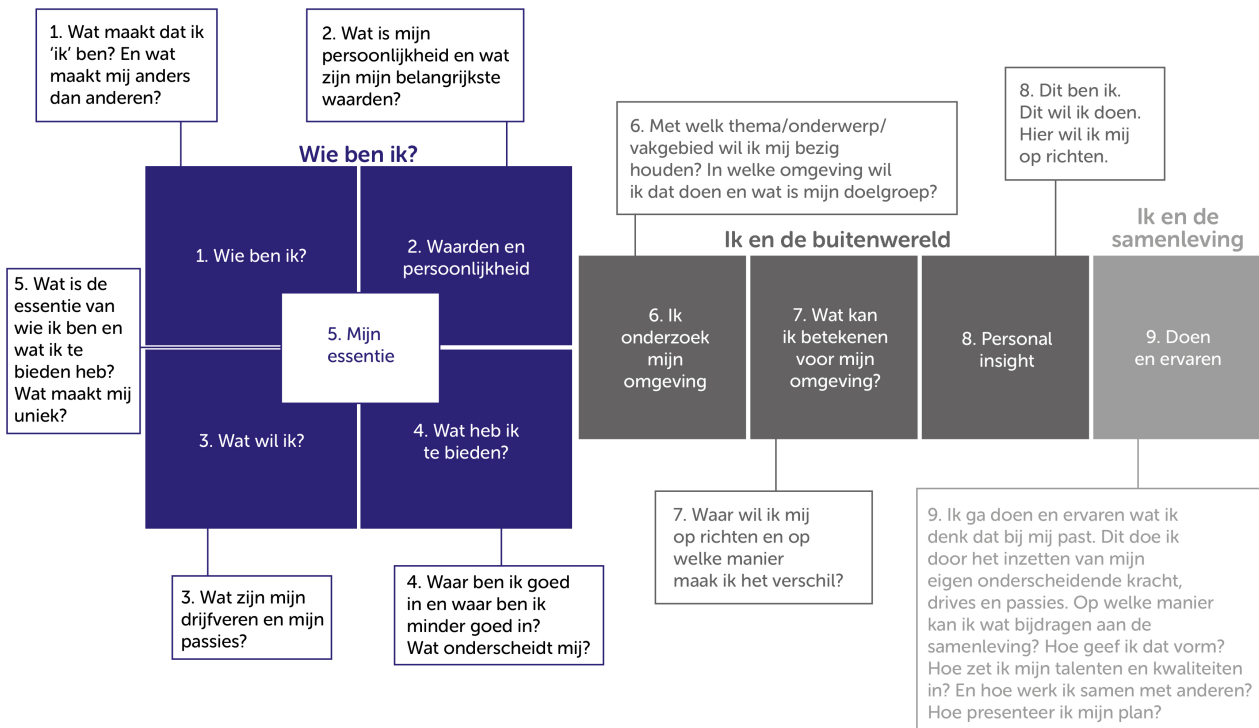 1. Wat maakt dat ik
‘ik’ ben? En wat
maakt mij anders
dan anderen?
2. Wat is mijn
persoonlijkheid en wat
zijn mijn belangrijkste
waarden?
Wie ben ik?
1. Wie ben ik?
2. Waarden en
persoonlijkheid
5. Wat is de
essentie van
wie ik ben en
wat ik te
bieden heb?
Wat maakt mij
uniek?
5. Mijn
essentie
3. Wat wil ik?
4. Wat heb ik
te bieden?
3. Wat zijn mijn
drijfveren en mijn
passies?
4. Waar ben ik goed
in en waar ben ik
minder goed in?
Wat onderscheidt mij?
6. Met welk thema/onderwerp/
vakgebied wil ik mij bezig
houden? In welke omgeving wil
ik dat doen en wat is mijn doelgroep?
8. Dit ben ik.
Dit wil ik doen.
Hier wil ik mij
op richten.
Ik en de buitenwereld
Ik en de
samenleving
6. Ik
onderzoek
mijn
omgeving
7. Wat kan
ik betekenen
voor mijn
omgeving?
8. Personal
insight
9. Doen
en ervaren
7. Waar wil ik mij
op richten en op
welke manier
maak ik het verschil?
9. Ik ga doen en ervaren wat ik
denk dat bij mij past. Dit doe ik
door het inzetten van mijn
eigen onderscheidende kracht,
drives en passies. Op welke manier
kan ik wat bijdragen aan de
samenleving? Hoe geef ik dat vorm?
Hoe zet ik mijn talenten en kwaliteiten
in? En hoe werk ik samen met anderen?
Hoe presenteer ik mijn plan?